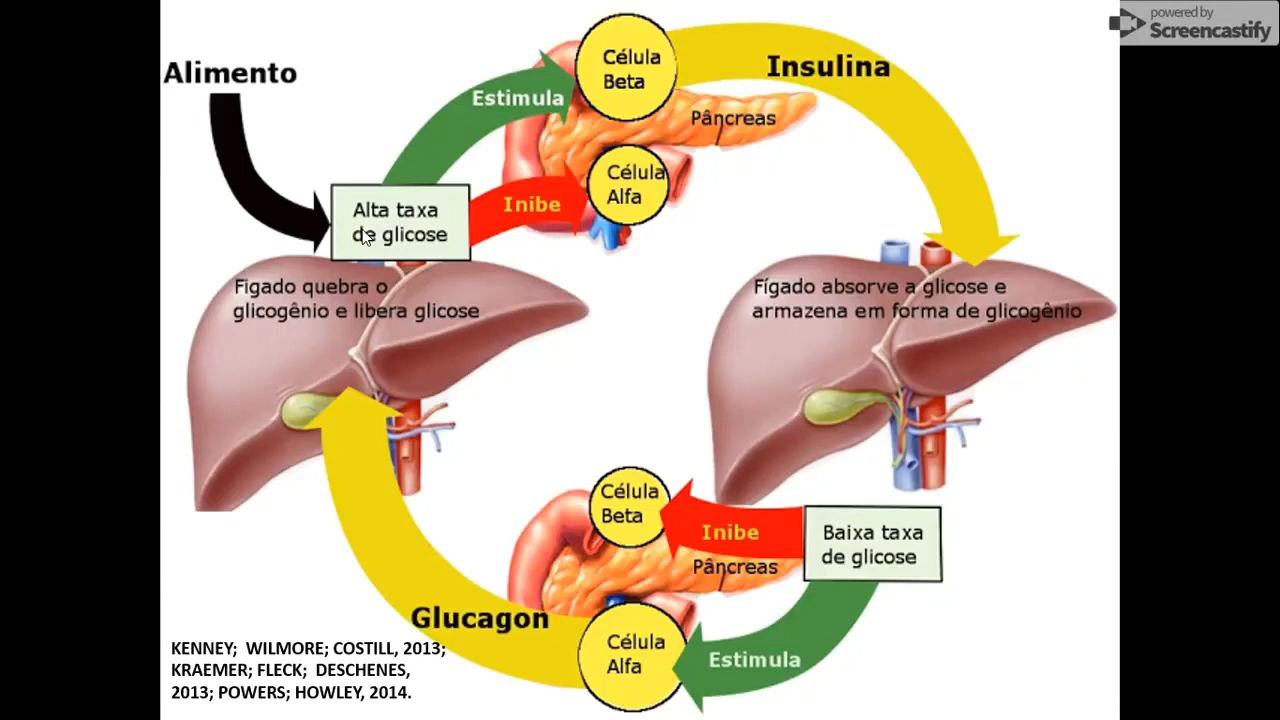 powered by
Screencastify
Alimento
Estimula
Célula
Beta
Insulina
Pâncreas
Célula
Alfa
Inibe
Alta taxa
de glicose
Figado quebra o
glicogênio e libera glicose
Fígado absorve a glicose e
armazena em forma de glicogênio
Célula
Beta
Inibe
Pâncreas
Baixa taxa
de glicose
Glucagon
Célula
Alfa
Estimula
KENNEY; WILMORE; COSTILL, 2013;
KRAEMER; FLECK; DESCHENES,
2013; POWERS; HOWLEY, 2014.